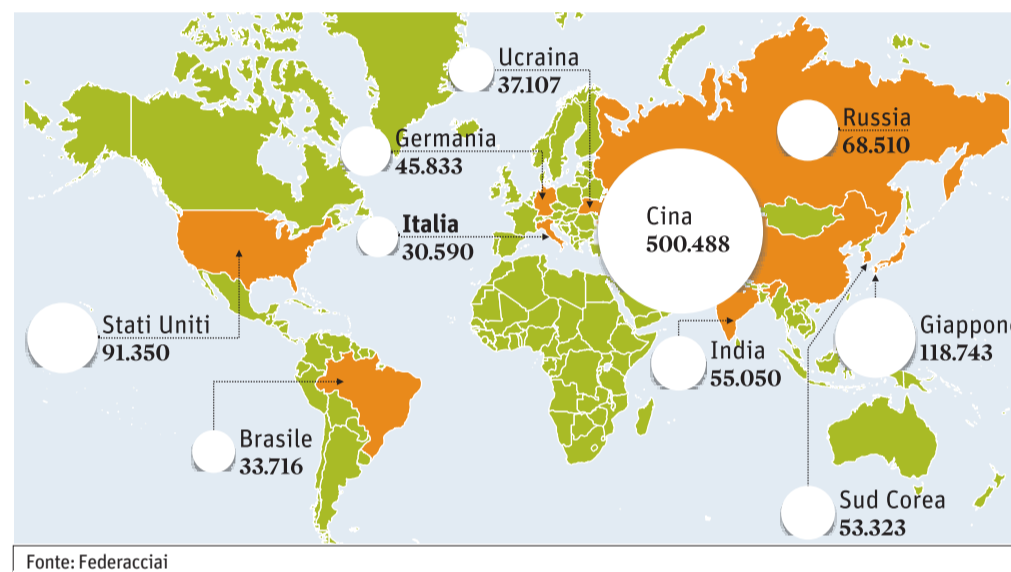 Ucraina
37.107
Germania
45.833
Russia
68.510
Italia
30.590
Cina
500.488
Stati Uniti
91.350
India
55.050
Giappone
118.743
Brasile
33.716
Sud Corea
53.323
Fonte: Federacciai